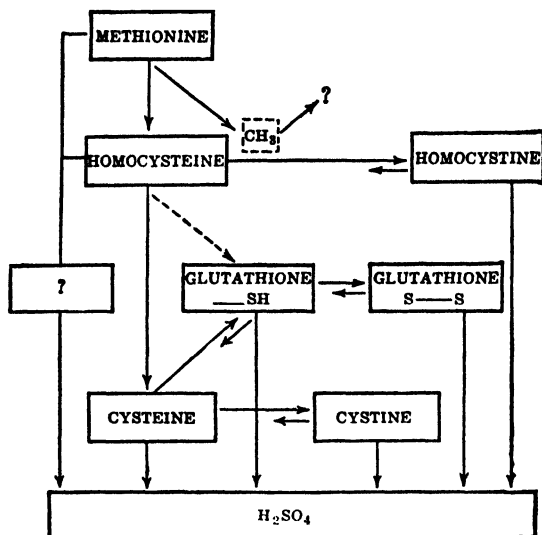 METHIONINE
?
CH₃
HOMOCYSTEINE
HOMOCYSTINE
?
GLUTATHIONE
SH
GLUTATHIONE
S——S
CYSTEINE
CYSTINE
H₂SO₄